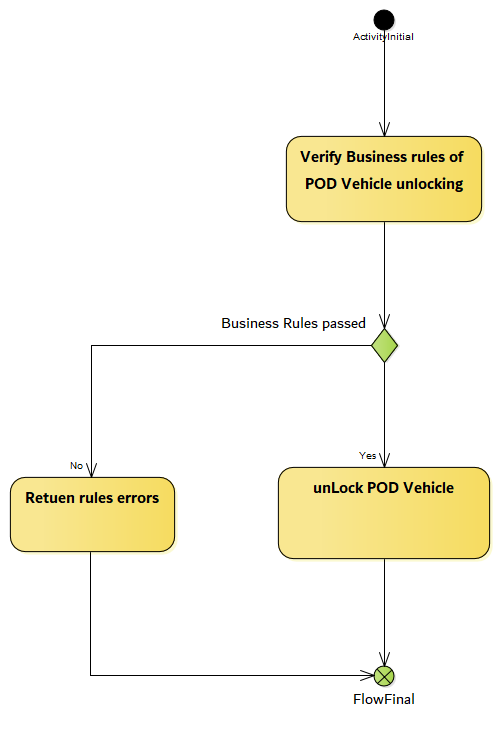 ActivityInitial
Verify Business rules of
POD Vehicle unlocking
Business Rules passed
No
Yes
Retuen rules errors
unLock POD Vehicle
FlowFinal